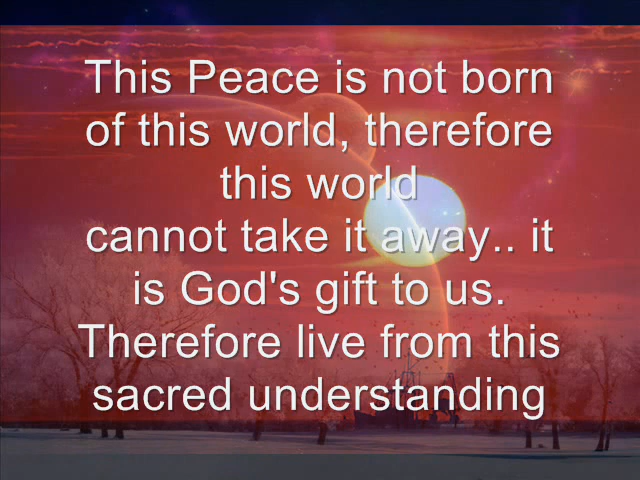 This Peace is not born
of this world, therefore
this world
cannot take it away.. it
is God's gift to us.
Therefore live from this
sacred understanding